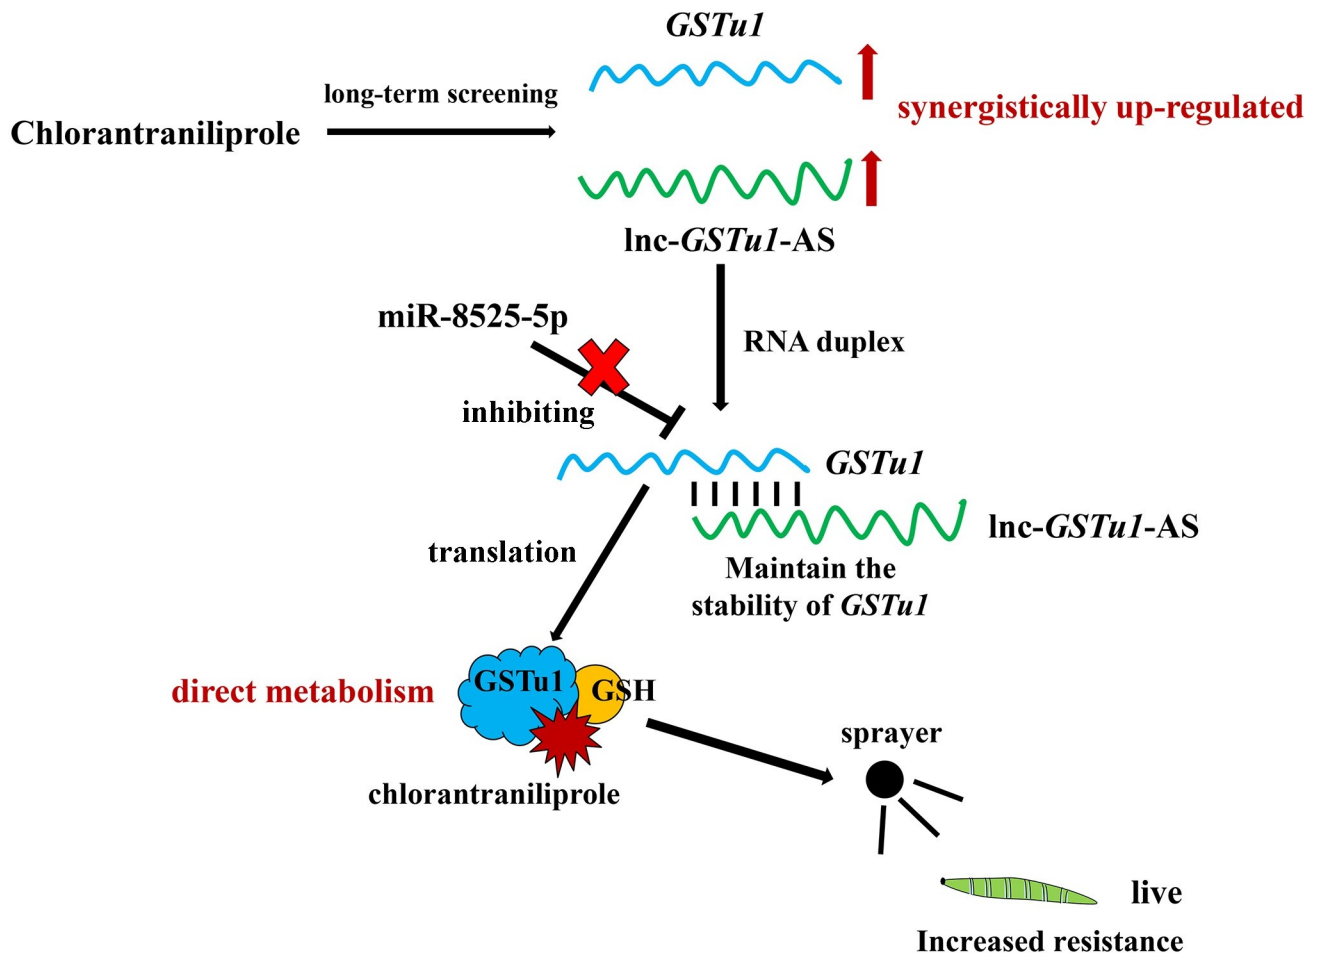 GSTu1
long-term screening
synergistically up-regulated
Chlorantraniliprole
lnc-GSTu1-AS
miR-8525-5p
RNA duplex
inhibiting
GSTu1
lnc-GSTu1-AS
translation
Maintain the
stability of GSTu1
direct metabolism
GSTu1
GSH
sprayer
chlorantraniliprole
live
Increased resistance